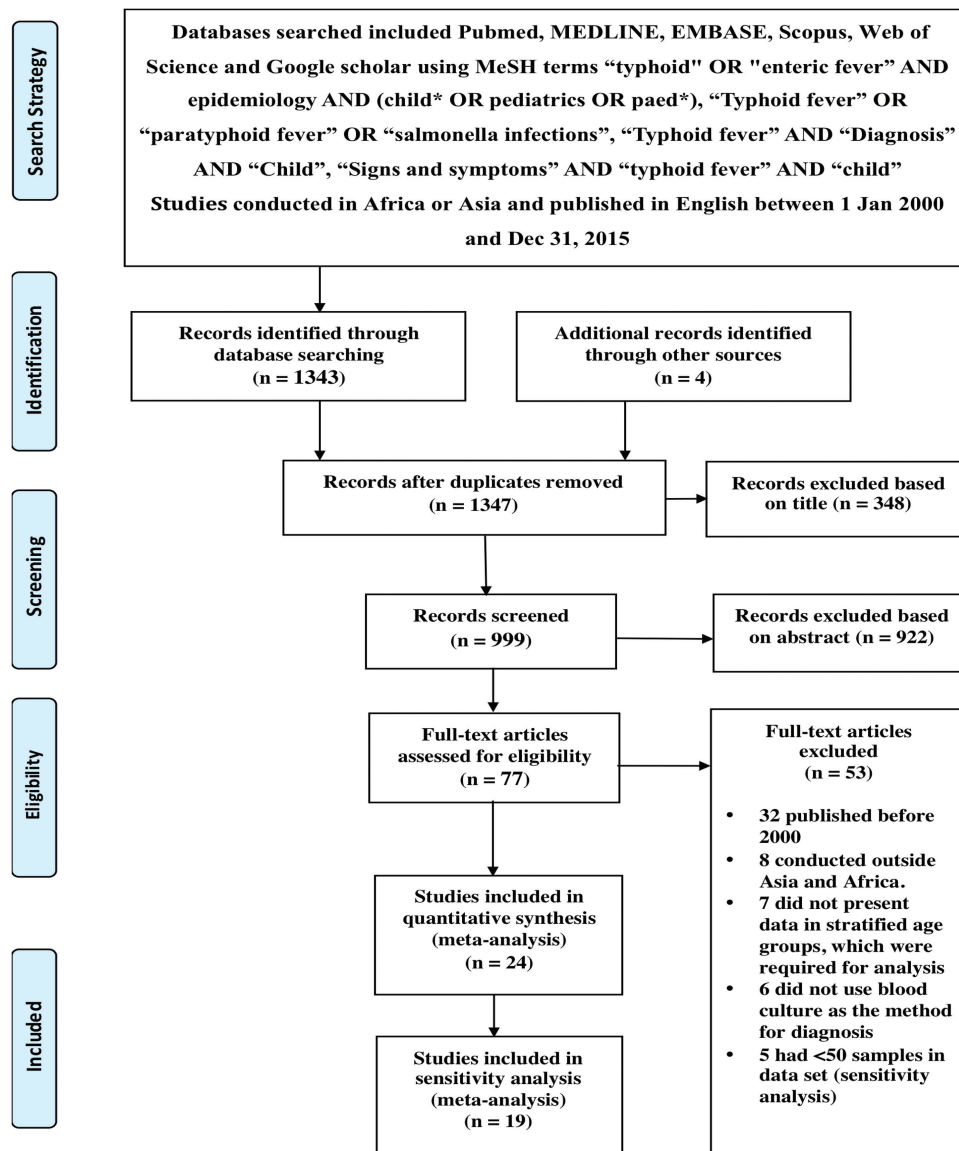 Search Strategy
Databases searched included Pubmed, MEDLINE, EMBASE, Scopus, Web of
Science and Google scholar using MeSH terms “typhoid" OR "enteric fever” AND
epidemiology AND (child* OR pediatrics OR paed*), “Typhoid fever” OR
“paratyphoid fever” OR “salmonella infections”, “Typhoid fever” AND “Diagnosis”
AND “Child”, “Signs and symptoms” AND “typhoid fever” AND “child”
Studies conducted in Africa or Asia and published in English between 1 Jan 2000
and Dec 31, 2015
Identification
Records identified through
database searching
(n = 1343)
Additional records identified
through other sources
(n = 4)
Records after duplicates removed
(n = 1347)
Records excluded based
on title (n = 348)
Screening
Records screened
(n = 999)
Records excluded based
on abstract (n = 922)
Eligibility
Full-text articles
assessed for eligibility
(n = 77)
Full-text articles
excluded
(n = 53)
• 32 published before
2000
• 8 conducted outside
Asia and Africa.
• 7 did not present
data in stratified age
groups, which were
required for analysis
• 6 did not use blood
culture as the method
for diagnosis
• 5 had <50 samples in
data set (sensitivity
analysis)
Studies included in
quantitative synthesis
(meta-analysis)
(n = 24)
Included
Studies included in
sensitivity analysis
(meta-analysis)
(n = 19)